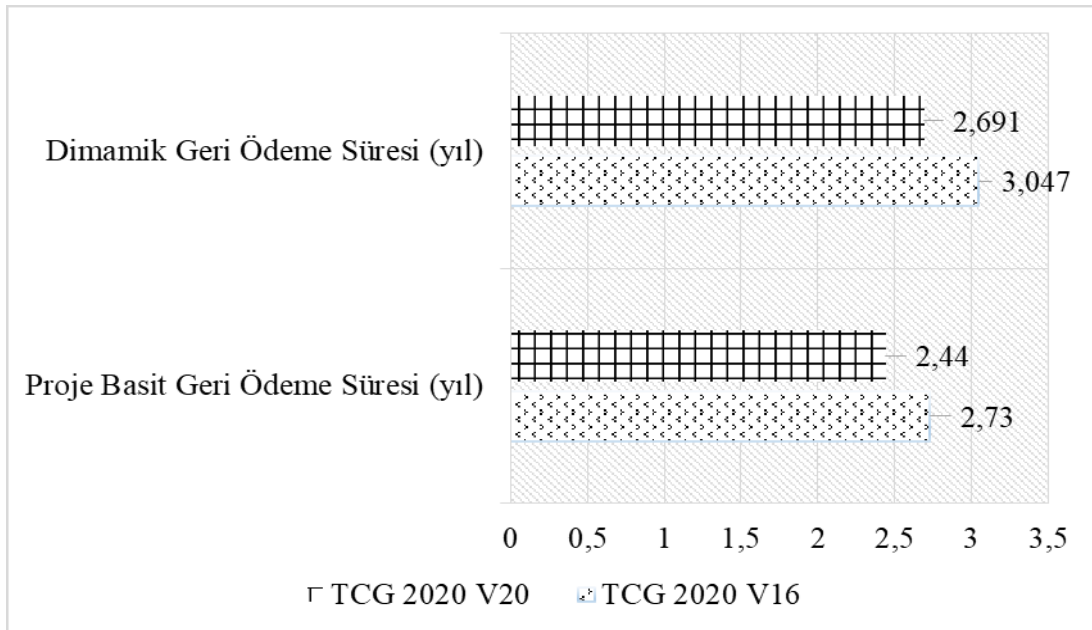 Dimamik Geri Ödeme Süresi (yıl)
2,691
3,047
Proje Basit Geri Ödeme Süresi (yıl)
2,44
2,73
0 0,5 1 1,5 2 2,5 3 3,5
TCG 2020 V20 TCG 2020 V16